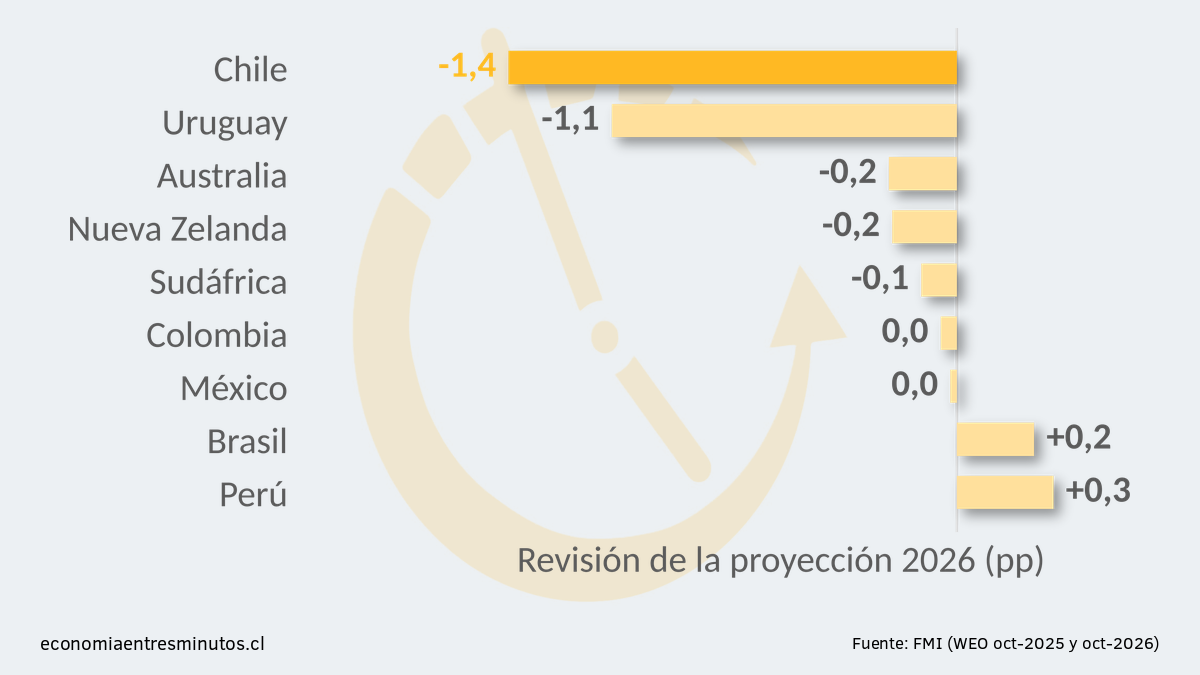 Chile -1,4
Uruguay -1,1
Australia -0,2
Nueva Zelanda -0,2
Sudáfrica -0,1
Colombia 0,0
México 0,0
Brasil +0,2
Perú +0,3
Revisión de la proyección 2026 (pp)
economiaentresminutos.cl
Fuente: FMI (WEO oct-2025 y oct-2026)